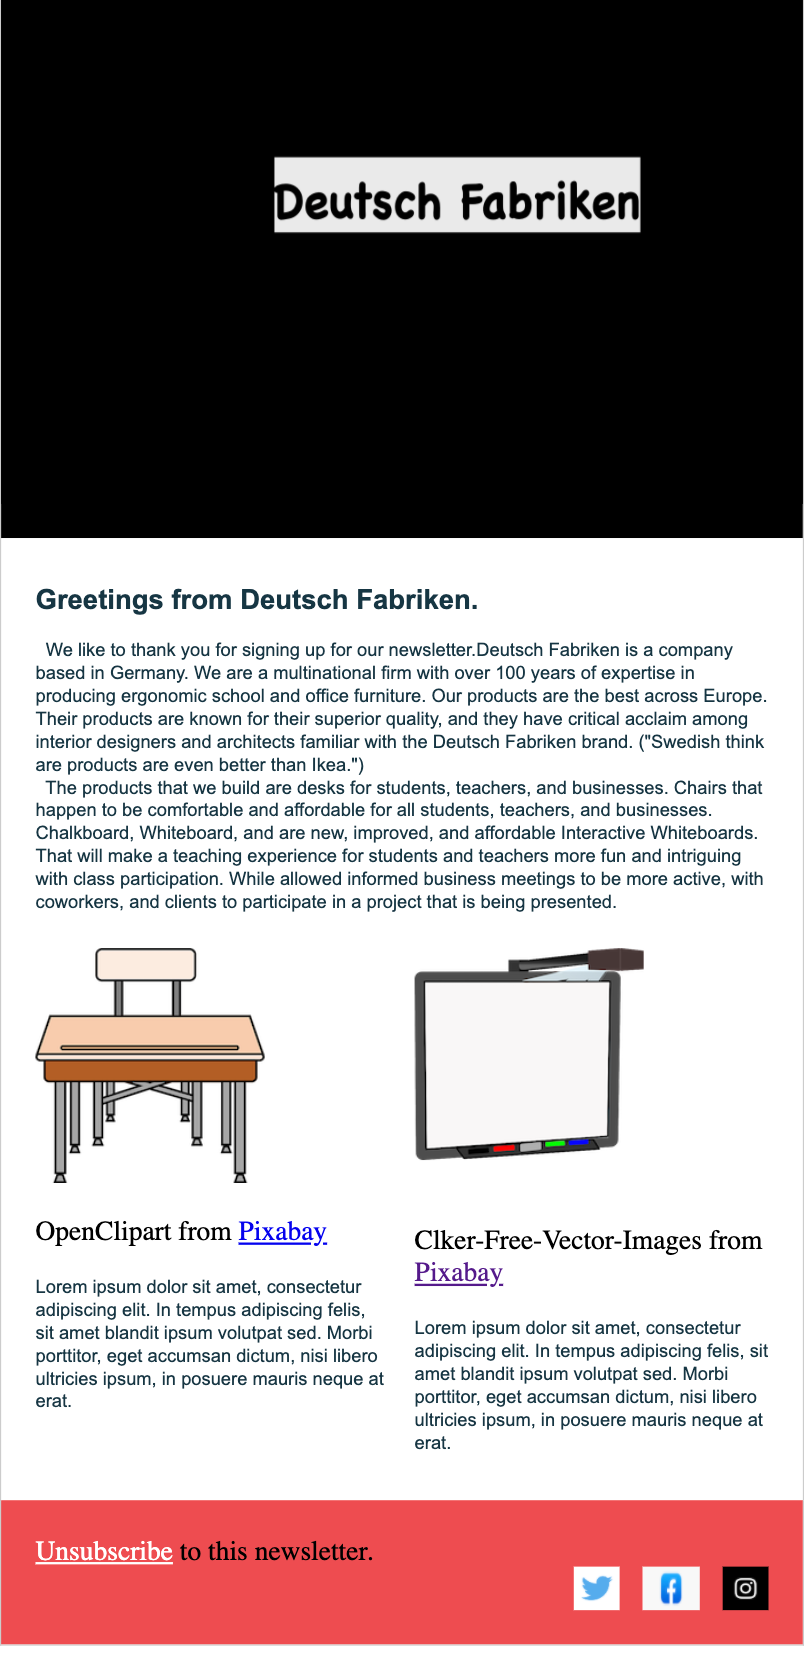 Deutsch Fabriken
Greetings from Deutsch Fabriken.
We like to thank you for signing up for our newsletter.Deutsch Fabriken is a company
based in Germany. We are a multinational firm with over 100 years of expertise in
producing ergonomic school and office furniture. Our products are the best across Europe.
Their products are known for their superior quality, and they have critical acclaim among
interior designers and architects familiar with the Deutsch Fabriken brand. ("Swedish think
are products are even better than Ikea.")
The products that we build are desks for students, teachers, and businesses. Chairs that
happen to be comfortable and affordable for all students, teachers, and businesses.
Chalkboard, Whiteboard, and are new, improved, and affordable Interactive Whiteboards.
That will make a teaching experience for students and teachers more fun and intriguing
with class participation. While allowed informed business meetings to be more active, with
coworkers, and clients to participate in a project that is being presented.
OpenClipart from Pixabay
Lorem ipsum dolor sit amet, consectetur
adipiscing elit. In tempus adipiscing felis,
sit amet blandit ipsum volutpat sed. Morbi
porttitor, eget accumsan dictum, nisi libero
ultricies ipsum, in posuere mauris neque at
erat.
Clker-Free-Vector-Images from
Pixabay
Lorem ipsum dolor sit amet, consectetur
adipiscing elit. In tempus adipiscing felis, sit
amet blandit ipsum volutpat sed. Morbi
porttitor, eget accumsan dictum, nisi libero
ultricies ipsum, in posuere mauris neque at
erat.
Unsubscribe to this newsletter.